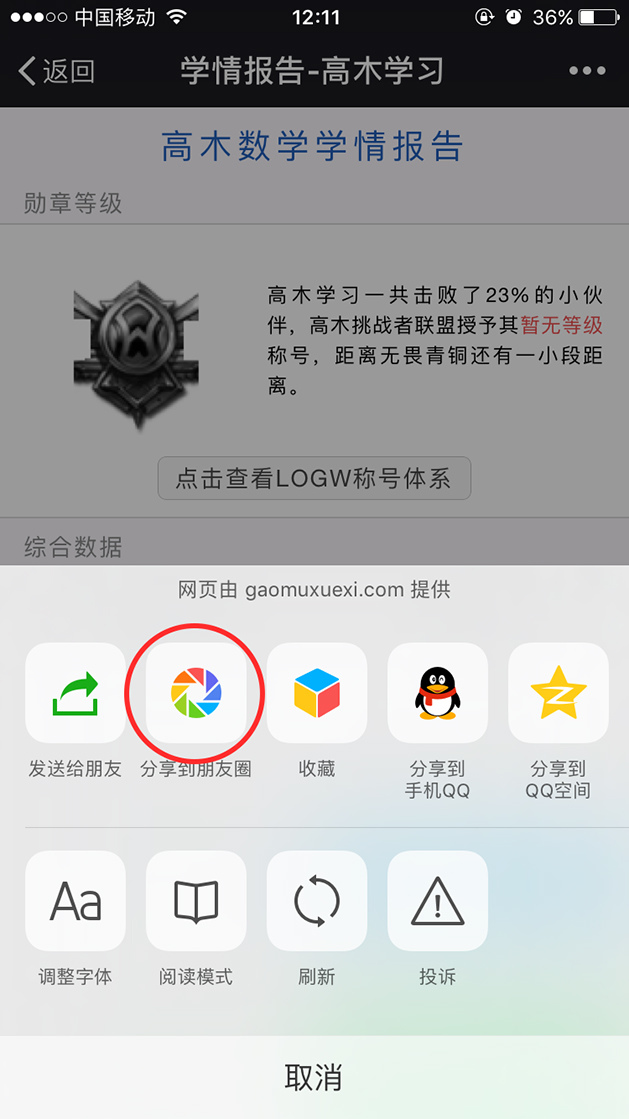 中国移动 12:11 36%
返回 学情报告-高木学习
高木数学学情报告
勋章等级
高木学习一共击败了23%的小伙
伴，高木挑战者联盟授予其暂无等级
称号，距离无畏青铜还有一小段距
离。
点击查看LOGW称号体系
综合数据
网页由 gaomuxuexi.com 提供
发送给朋友 分享到朋友圈 收藏 分享到 分享到
手机QQ QQ空间
Aa
调整字体 阅读模式 刷新 投诉
取消